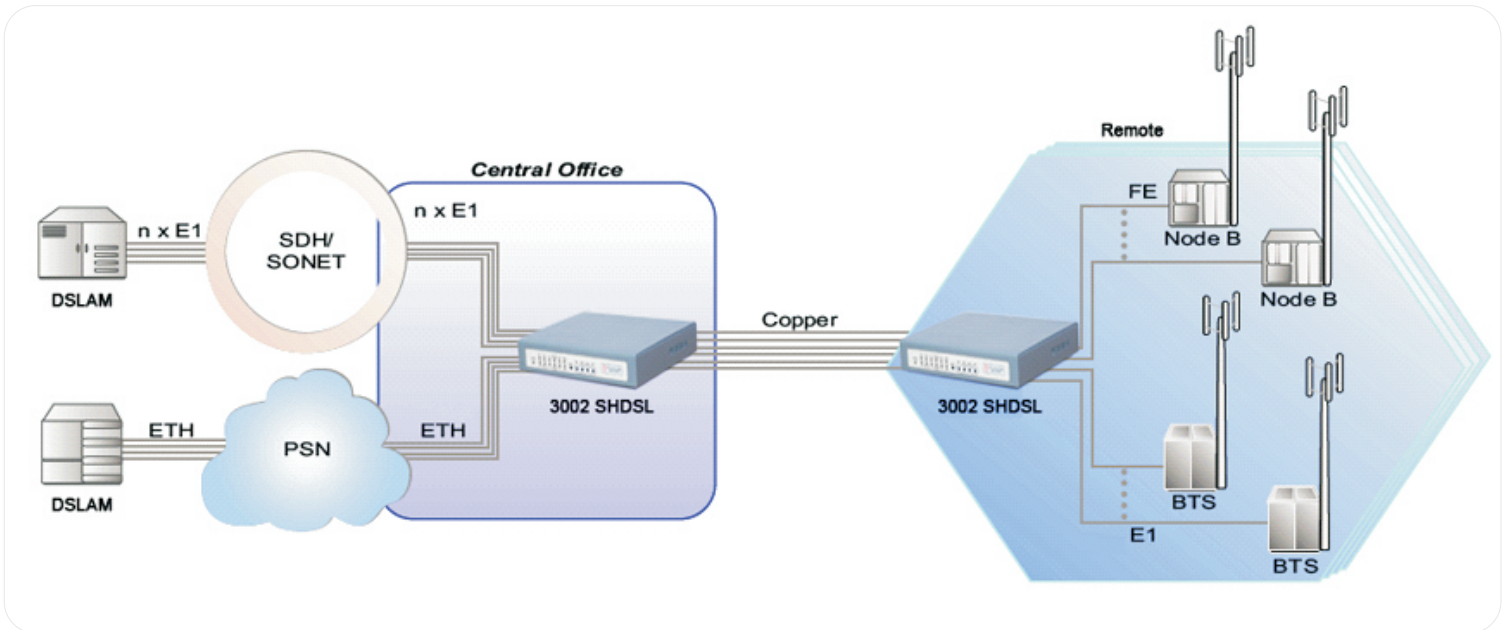 Central Office
Remote
n x E1
n x E1
SDH/
SONET
DSLAM
FE
Node B
Node B
Copper
3002 SHDSL
3002 SHDSL
ETH
PSN
ETH
DSLAM
BTS
E1
BTS